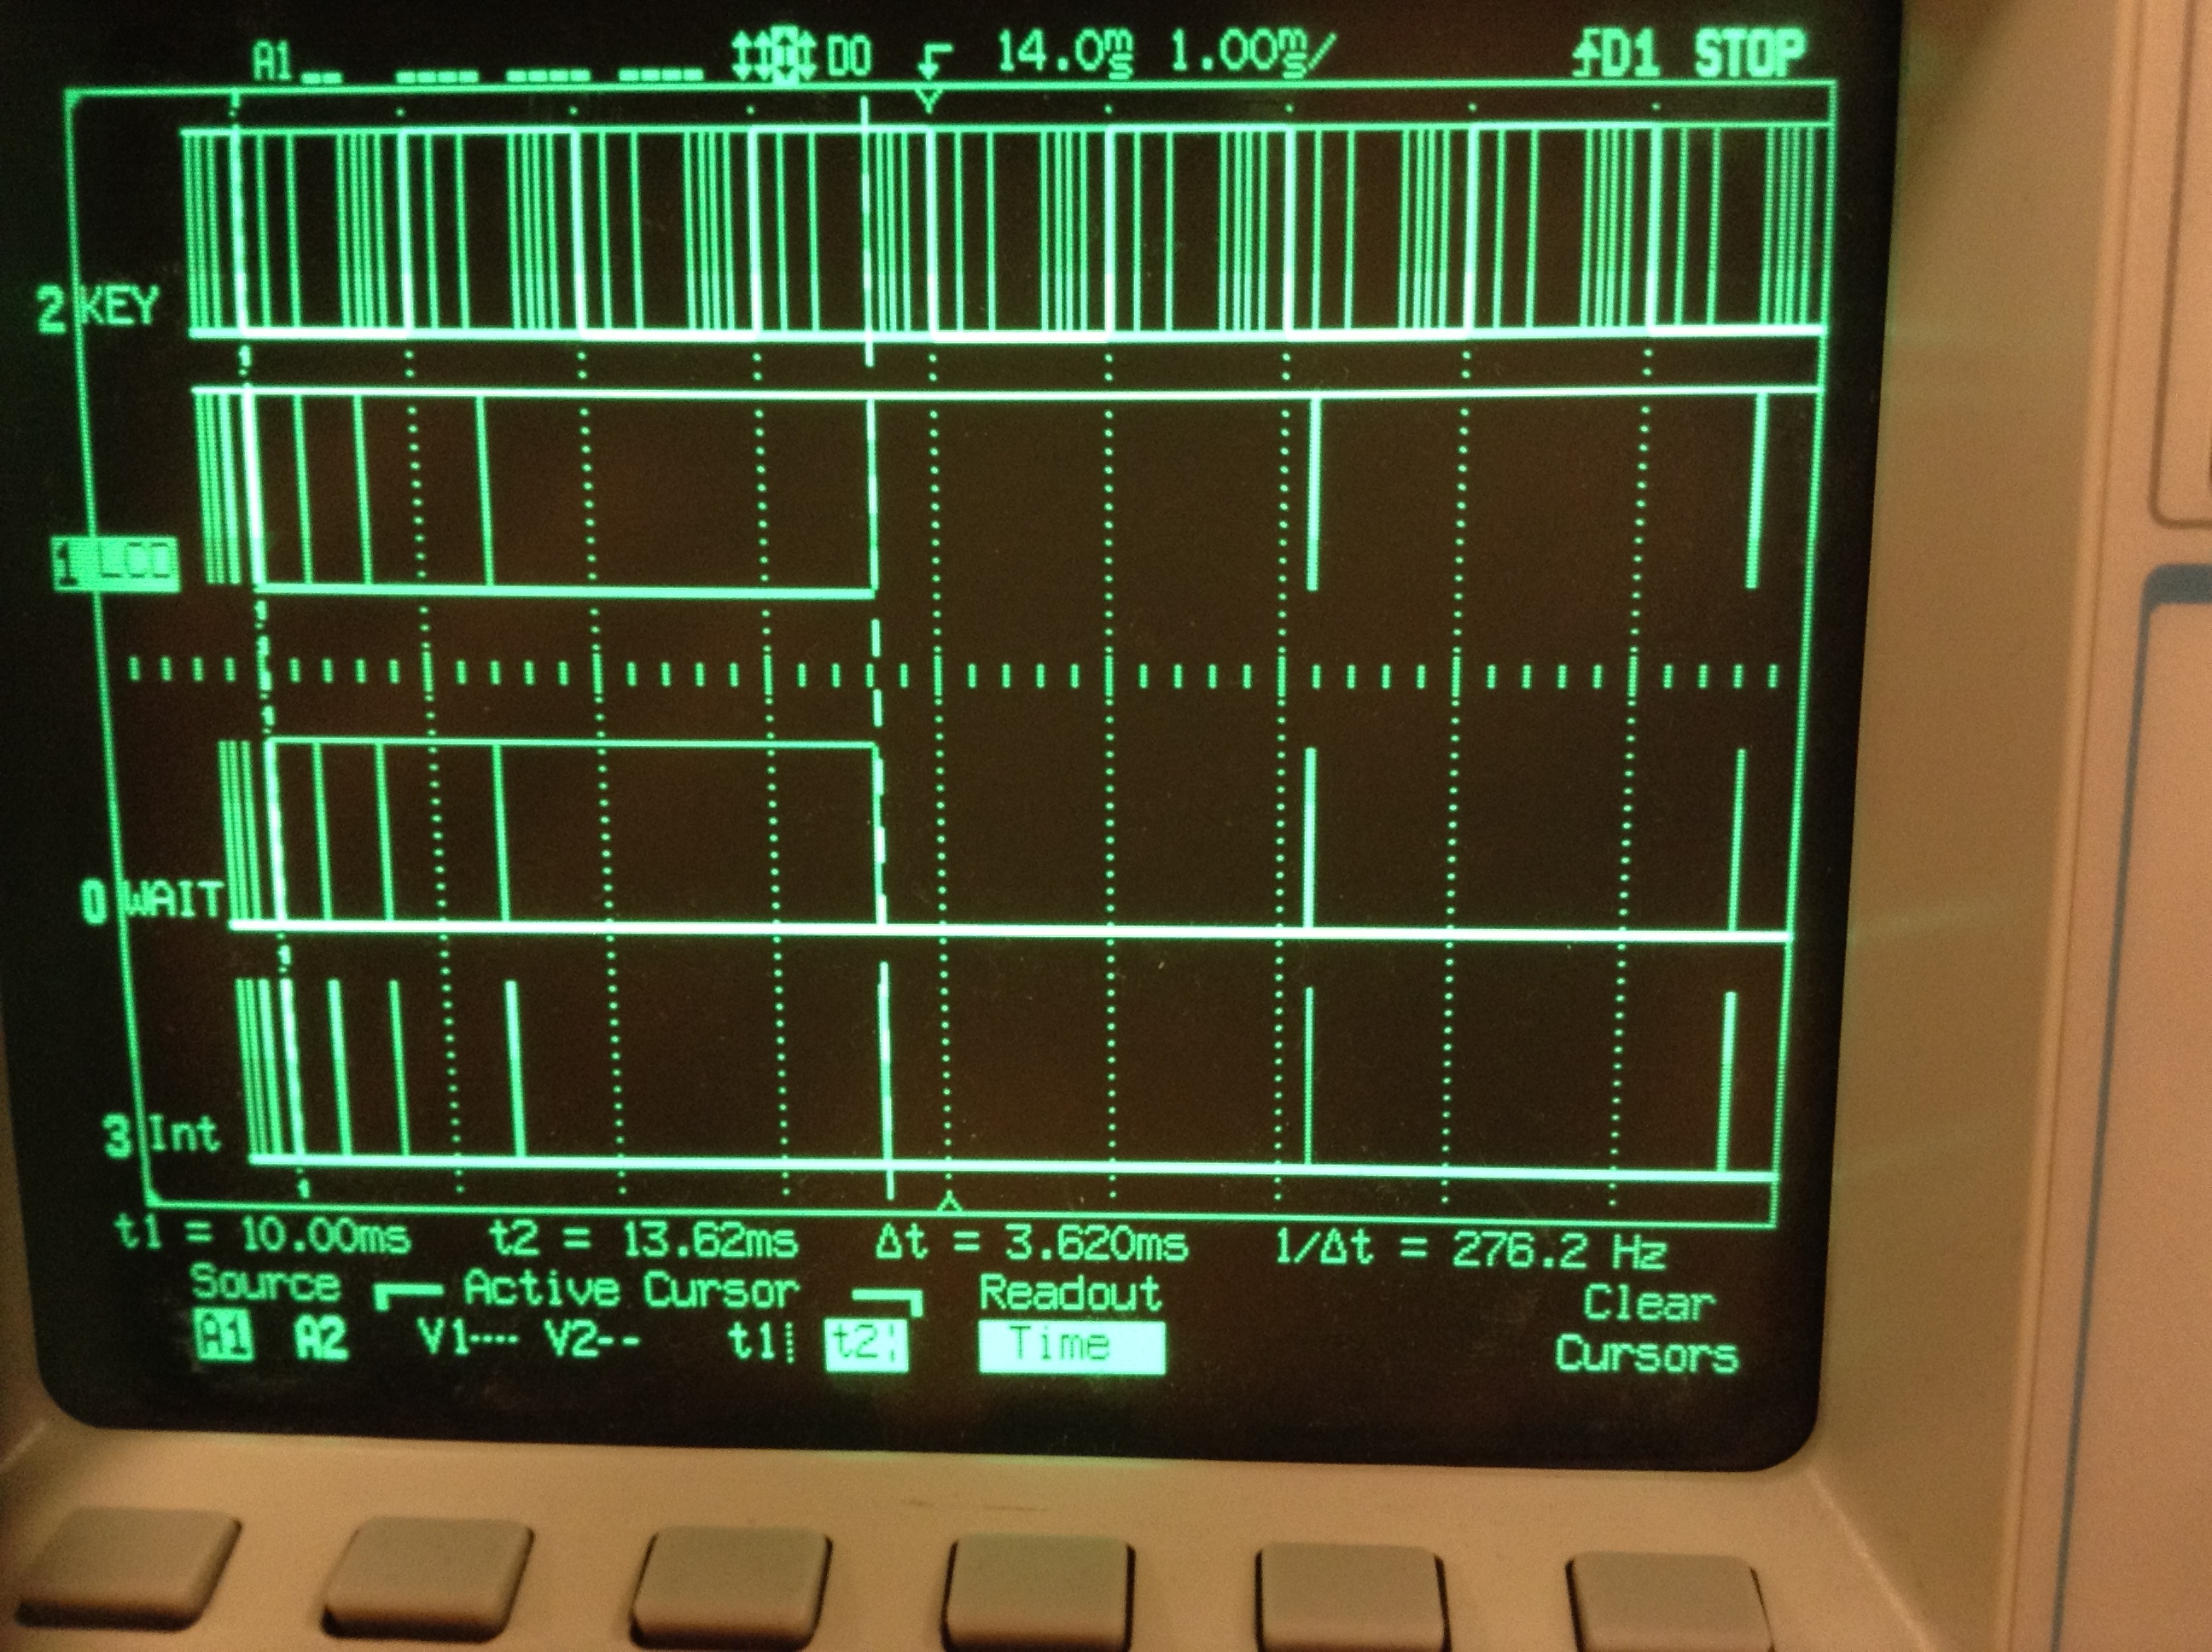 A1 D0 14.0ms 1.00ms/ D1 STOP
2 KEY
1 LCD
0 WAIT
3 Int
t1 = 10.00ms t2 = 13.62ms Δt = 3.620ms 1/Δt = 276.2 Hz
Source Active Cursor Readout Clear
A1 A2 V1 V2 t1 t2 Time Cursors